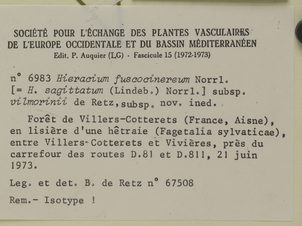 SOCIÉTÉ POUR L'ÉCHANGE DES PLANTES VASCULAIRES
DE L'EUROPE OCCIDENTALE ET DU BASSIN MÉDITERRANÉEN
Edit. P. Auquier (LG) - Fascicule 15 (1972-1973)
n° 6983 Hieracium fuscocinereum Norrl.
[= H. sagittatum (Lindeb.) Norrl.] subsp.
vilmorinii de Retz, subsp. nov. ined.
Forêt de Villers-Cotterets (France, Aisne),
en lisière d'une hêtraie (Fagetalia sylvaticae),
entre Villers-Cotterets et Vivières, près du
carrefour des routes D.81 et D.811, 21 juin
1973.
Leg. et det. B. de Retz n° 67508
Rem.- Isotype !